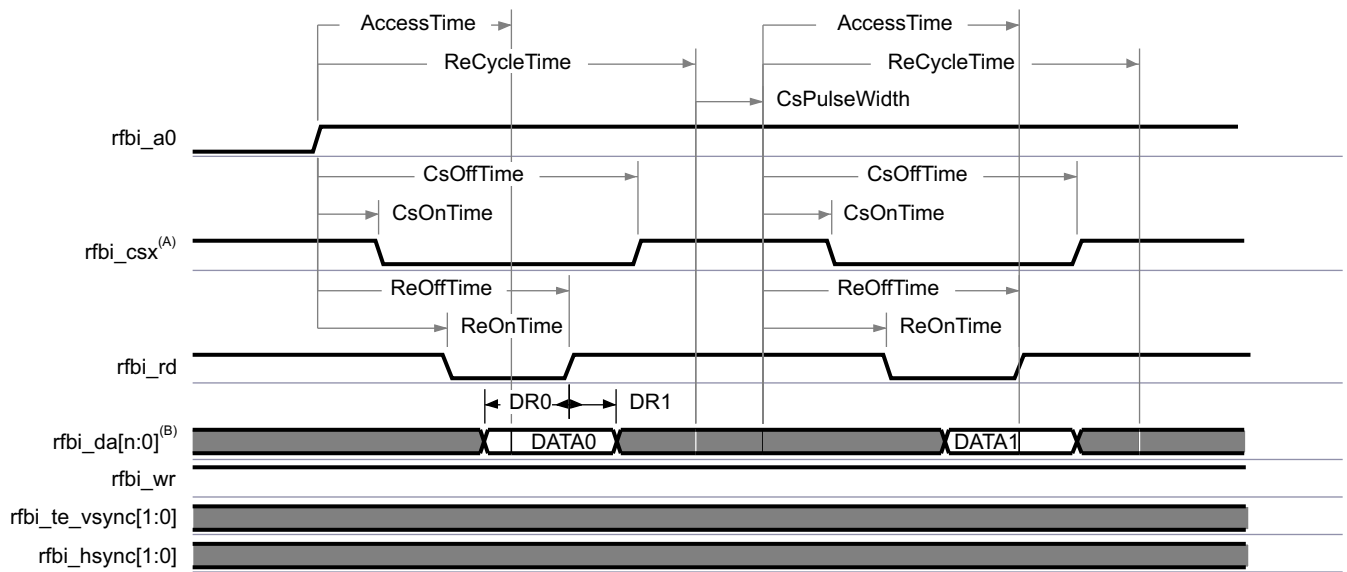 AccessTime AccessTime
ReCycleTime ReCycleTime
CsPulseWidth
rfbi_a0
CsOffTime CsOffTime
CsOnTime CsOnTime
rfbi_csx(A)
ReOffTime ReOffTime
ReOnTime ReOnTime
rfbi_rd
DR0 DR1
rfbi_da[n:0](B) DATA0 DATA1
rfbi_wr
rfbi_te_vsync[1:0]
rfbi_hsync[1:0]